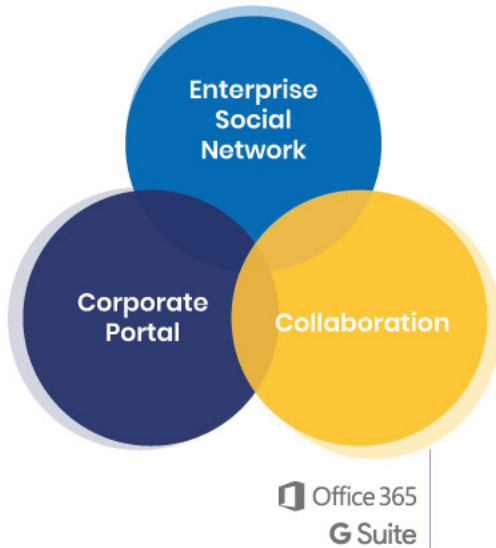 Enterprise
Social
Network
Corporate
Portal
Collaboration
Office 365
G Suite